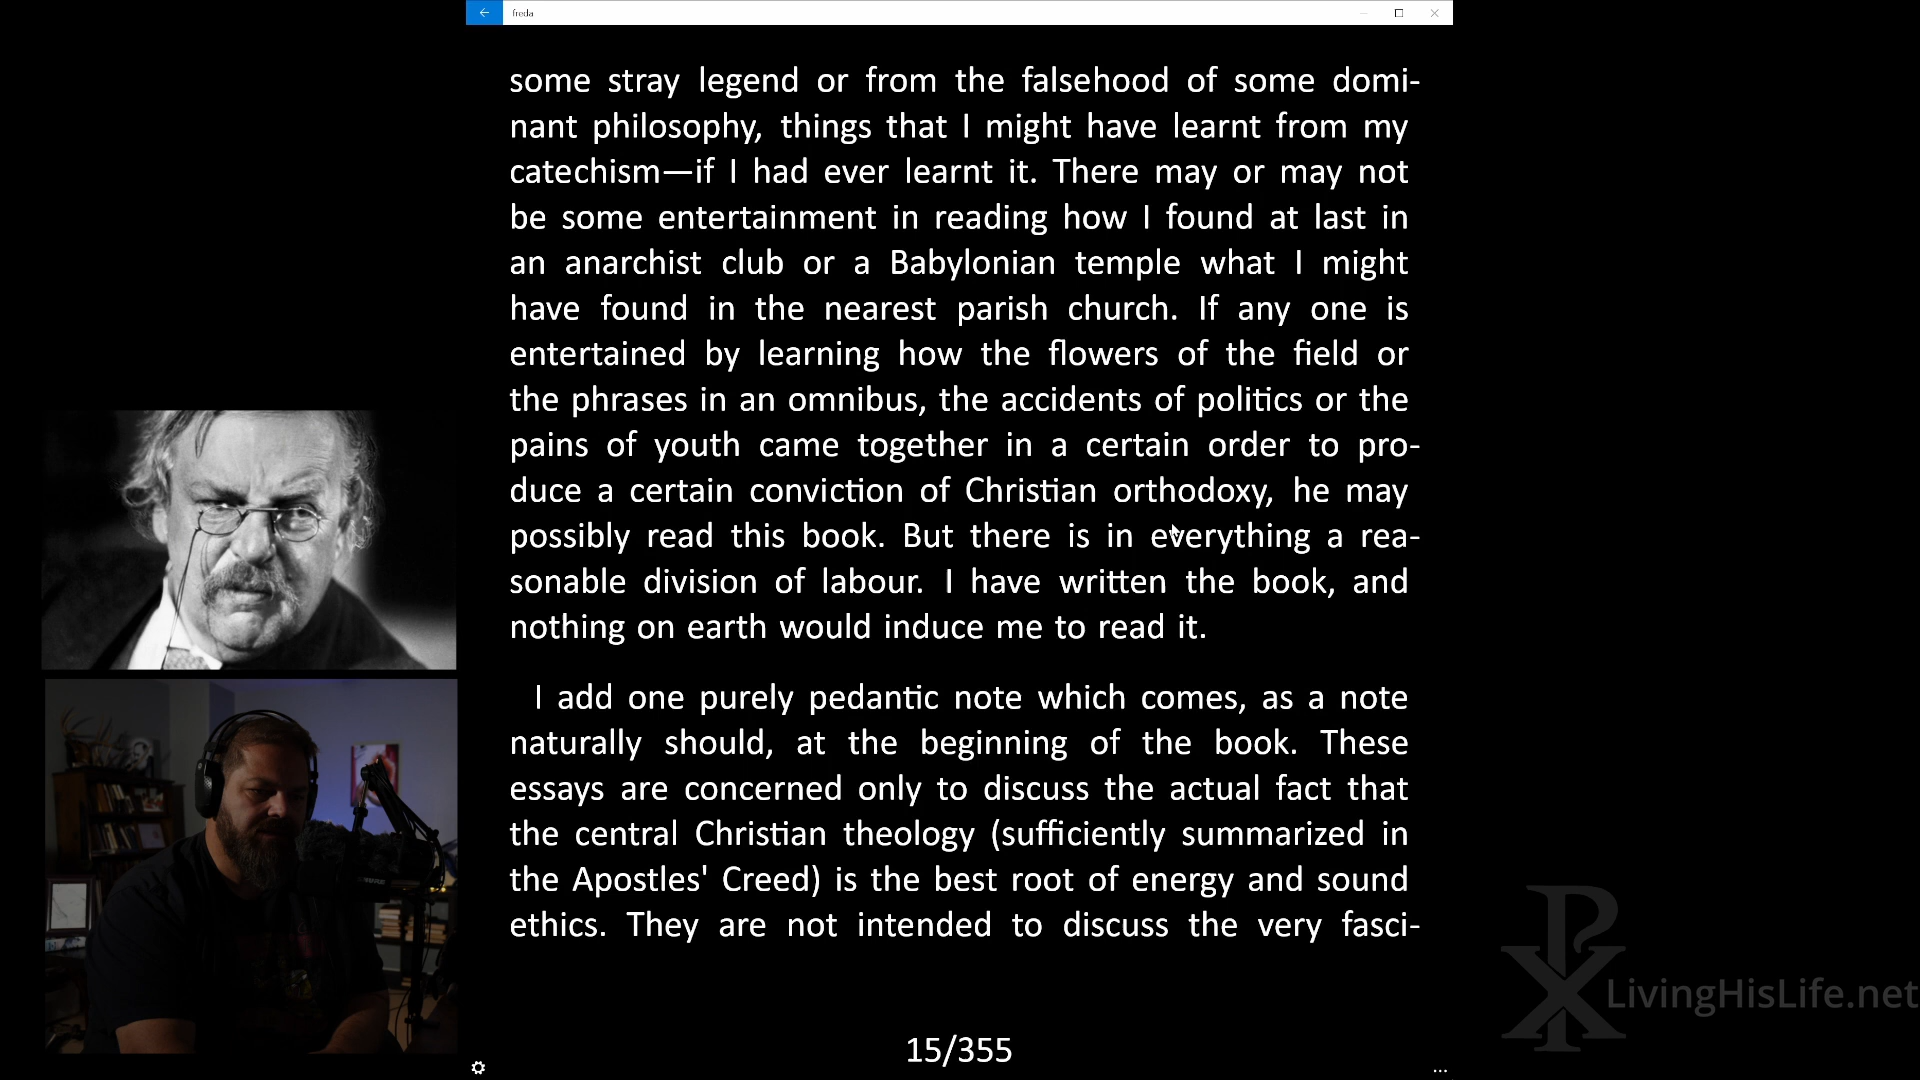 freda
some stray legend or from the falsehood of some domi-
nant philosophy, things that I might have learnt from my
catechism—if I had ever learnt it. There may or may not
be some entertainment in reading how I found at last in
an anarchist club or a Babylonian temple what I might
have found in the nearest parish church. If any one is
entertained by learning how the flowers of the field or
the phrases in an omnibus, the accidents of politics or the
pains of youth came together in a certain order to pro-
duce a certain conviction of Christian orthodoxy, he may
possibly read this book. But there is in everything a rea-
sonable division of labour. I have written the book, and
nothing on earth would induce me to read it.
I add one purely pedantic note which comes, as a note
naturally should, at the beginning of the book. These
essays are concerned only to discuss the actual fact that
the central Christian theology (sufficiently summarized in
the Apostles' Creed) is the best root of energy and sound
ethics. They are not intended to discuss the very fasci-
15/355
LivingHisLife.net